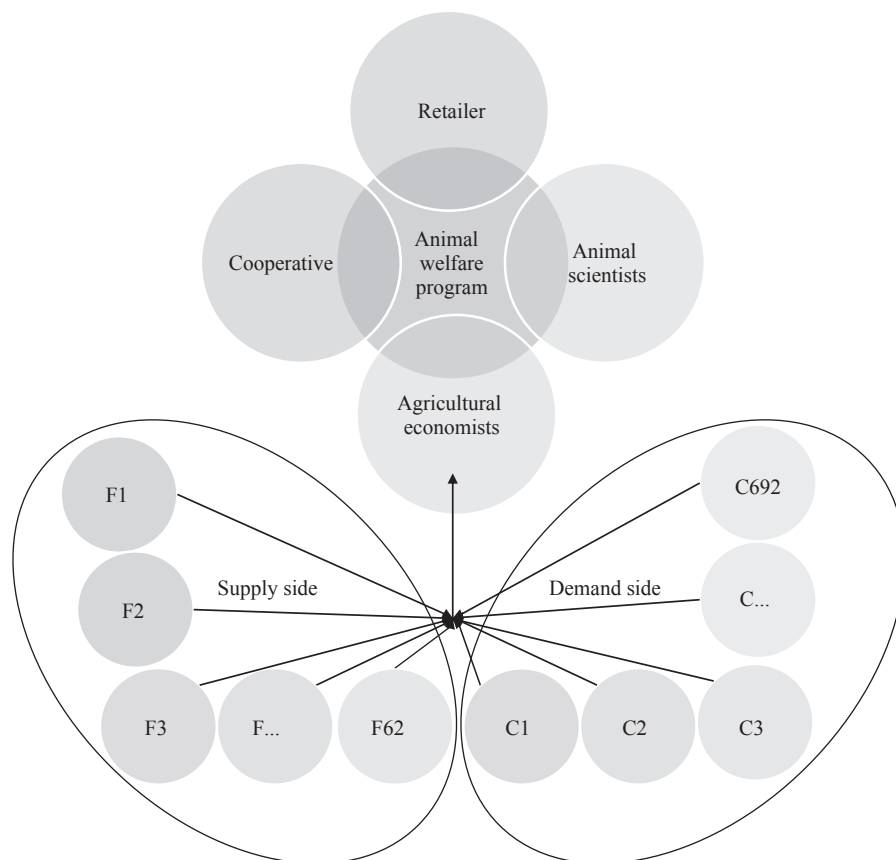 Retailer
Cooperative
Animal
welfare
program
Animal
scientists
Agricultural
economists
F1
C692
F2
Supply side
Demand side
C...
F3
F...
F62
C1
C2
C3